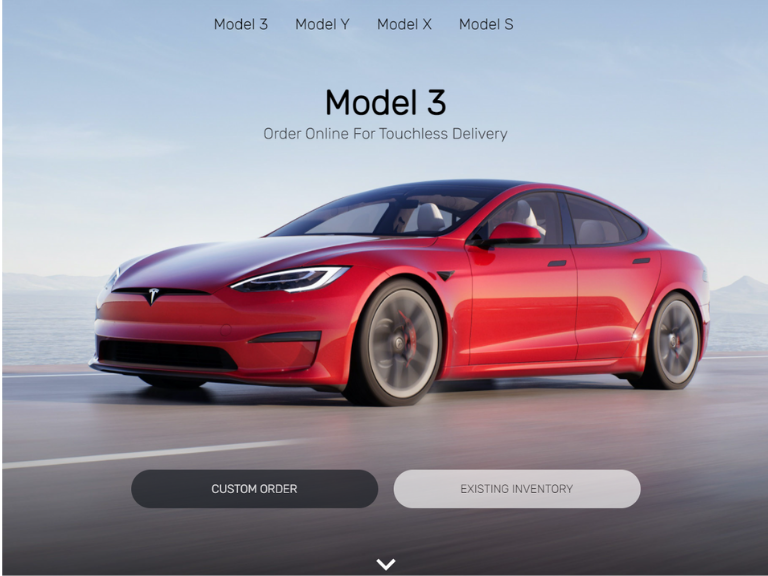 Model 3 Model Y Model X Model S
Model 3
Order Online For Touchless Delivery
CUSTOM ORDER EXISTING INVENTORY